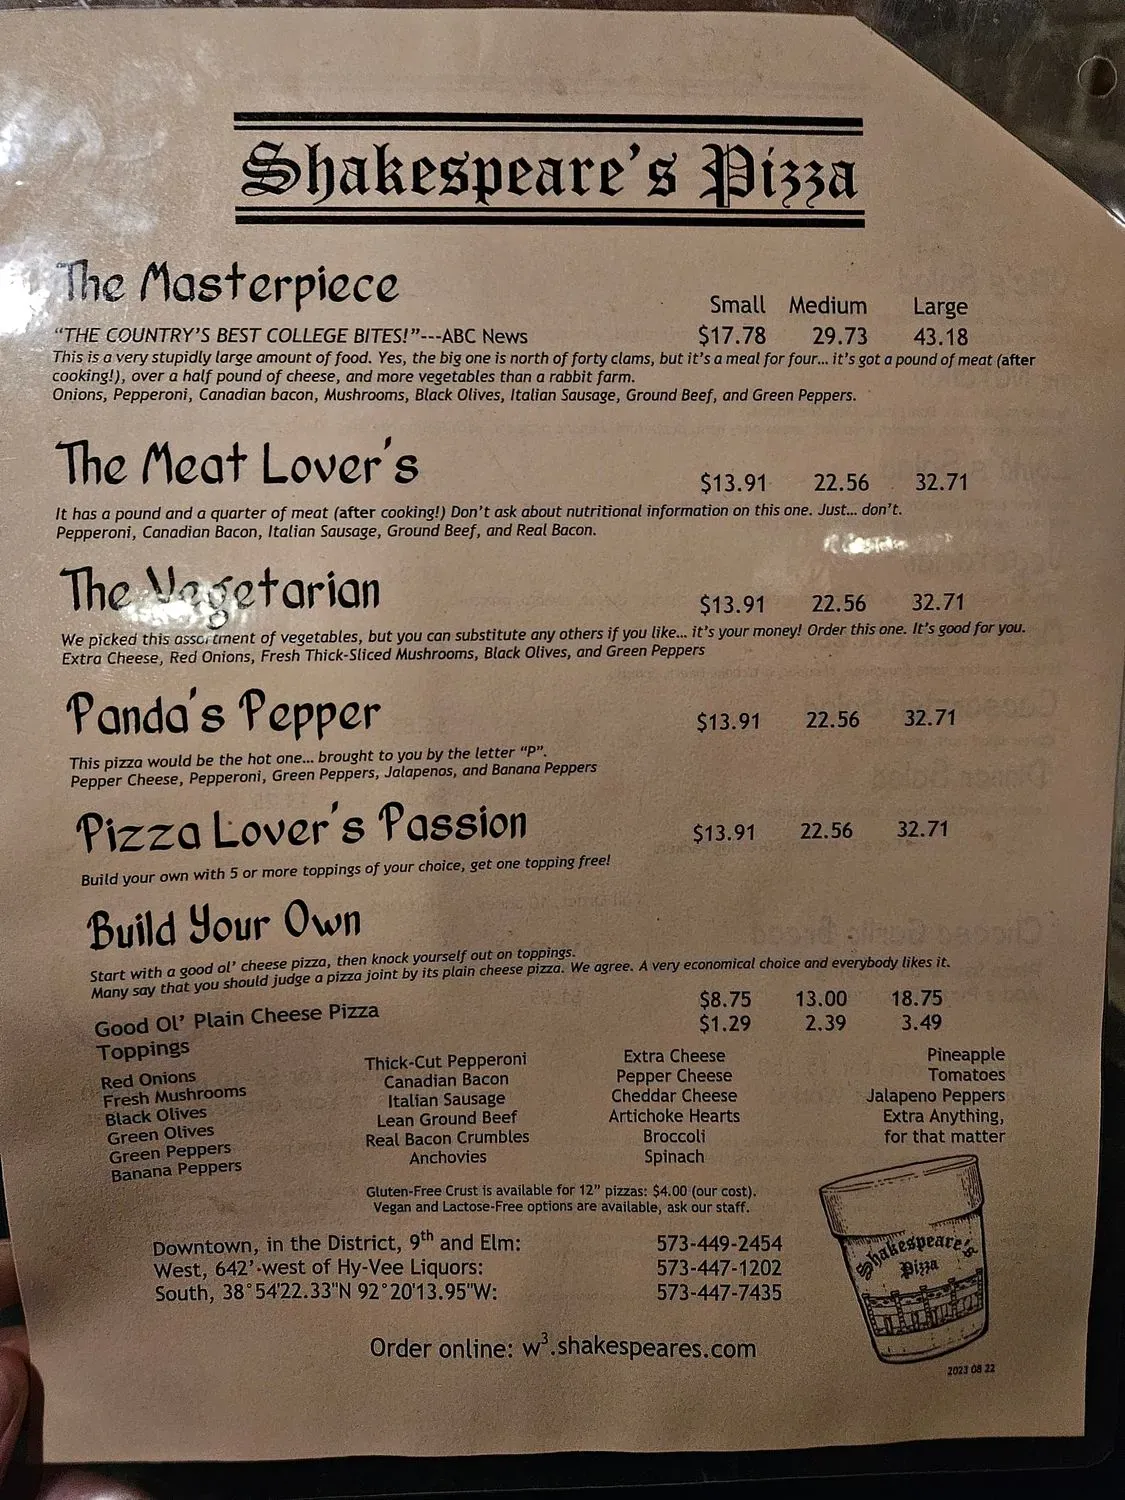 Shakespeare's Pizza
The Masterpiece
Small Medium Large
"THE COUNTRY'S BEST COLLEGE BITES!"---ABC News $17.78 29.73 43.18
This is a very stupidly large amount of food. Yes, the big one is north of forty clams, but it's a meal for four... it's got a pound of meat (after
cooking!), over a half pound of cheese, and more vegetables than a rabbit farm.
Onions, Pepperoni, Canadian bacon, Mushrooms, Black Olives, Italian Sausage, Ground Beef, and Green Peppers.
The Meat Lover's $13.91 22.56 32.71
It has a pound and a quarter of meat (after cooking!) Don't ask about nutritional information on this one. Just... don't.
Pepperoni, Canadian Bacon, Italian Sausage, Ground Beef, and Real Bacon.
The Vegetarian $13.91 22.56 32.71
We picked this assortment of vegetables, but you can substitute any others if you like... it's your money! Order this one. It's good for you.
Extra Cheese, Red Onions, Fresh Thick-Sliced Mushrooms, Black Olives, and Green Peppers
Panda's Pepper $13.91 22.56 32.71
This pizza would be the hot one... brought to you by the letter "P".
Pepper Cheese, Pepperoni, Green Peppers, Jalapenos, and Banana Peppers
Pizza Lover's Passion $13.91 22.56 32.71
Build your own with 5 or more toppings of your choice, get one topping free!
Build Your Own
Start with a good ol' cheese pizza, then knock yourself out on toppings.
Many say that you should judge a pizza joint by its plain cheese pizza. We agree. A very economical choice and everybody likes it.
Good Ol' Plain Cheese Pizza $8.75 13.00 18.75
Toppings $1.29 2.39 3.49
Red Onions
Fresh Mushrooms
Black Olives
Green Olives
Green Peppers
Banana Peppers
Thick-Cut Pepperoni
Canadian Bacon
Italian Sausage
Lean Ground Beef
Real Bacon Crumbles
Anchovies
Extra Cheese
Pepper Cheese
Cheddar Cheese
Artichoke Hearts
Broccoli
Spinach
Pineapple
Tomatoes
Jalapeno Peppers
Extra Anything,
for that matter
Gluten-Free Crust is available for 12" pizzas: $4.00 (our cost).
Vegan and Lactose-Free options are available, ask our staff.
Downtown, in the District, 9th and Elm: 573-449-2454
West, 642'-west of Hy-Vee Liquors: 573-447-1202
South, 38°54'22.33"N 92°20'13.95"W: 573-447-7435
Shakespeare's
Pizza
Order online: w³.shakespeares.com
2023 08 22